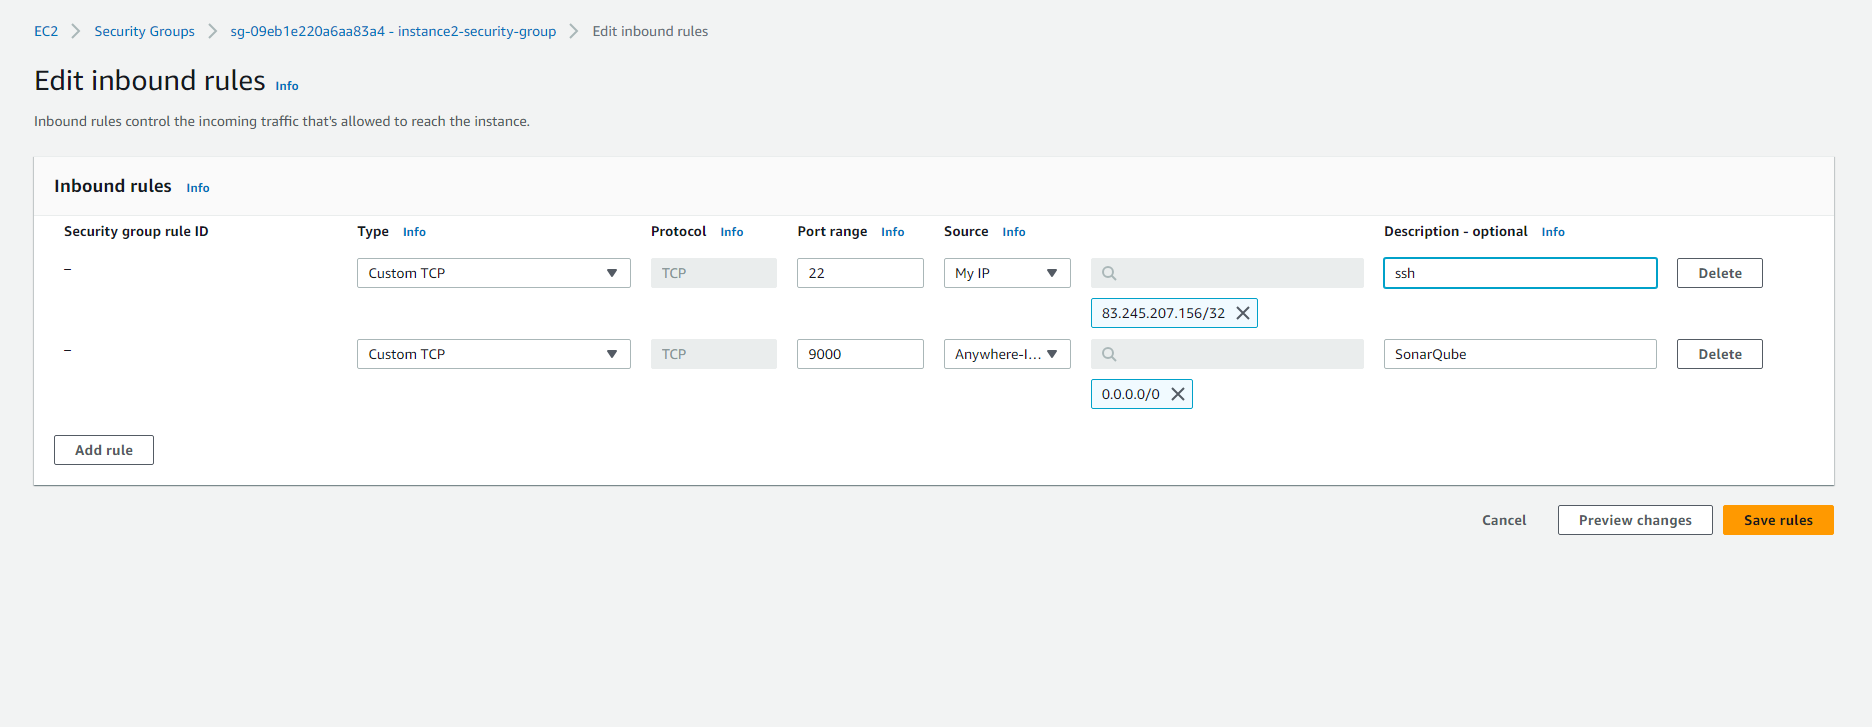 EC2 > Security Groups > sg-09eb1e220a6aa83a4 - instance2-security-group > Edit inbound rules
Edit inbound rules Info
Inbound rules control the incoming traffic that's allowed to reach the instance.
Inbound rules Info
Security group rule ID Type Info Protocol Info Port range Info Source Info Description - optional Info
– Custom TCP TCP 22 My IP ssh Delete
83.245.207.156/32
– Custom TCP TCP 9000 Anywhere-I... SonarQube Delete
0.0.0.0/0
Add rule
Cancel Preview changes Save rules